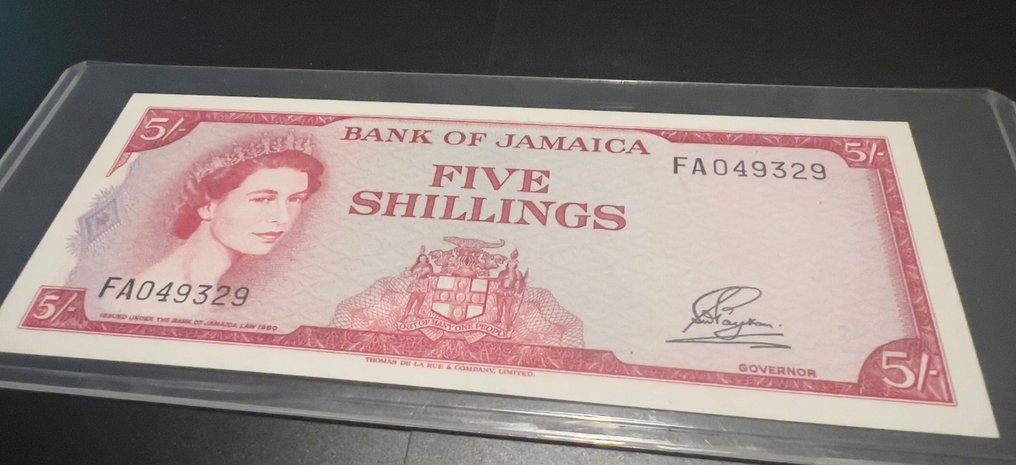 5/-
BANK OF JAMAICA
5/-
FA049329
FIVE
SHILLINGS
FA049329
5/-
ISSUED UNDER THE BANK OF JAMAICA LAW 1960
OUT OF MANY ONE PEOPLE
THOMAS DE LA RUE & COMPANY, LIMITED.
GOVERNOR
5/-